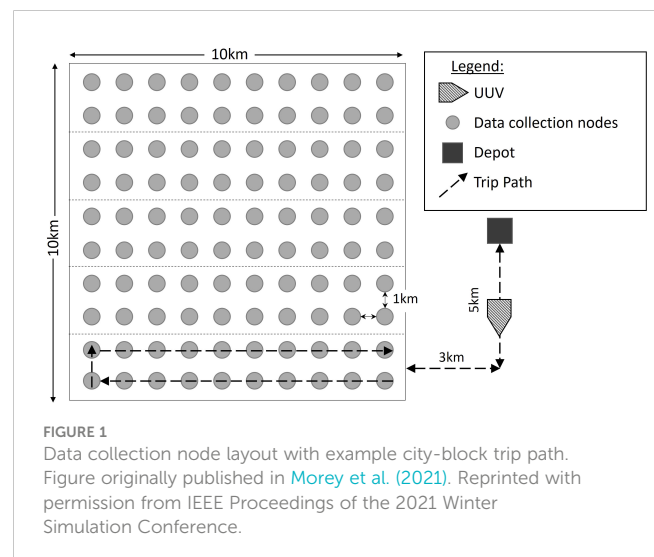 10km
10km
Legend:
UUV
Data collection nodes
Depot
Trip Path
1km
5km
3km
FIGURE 1
Data collection node layout with example city-block trip path.
Figure originally published in Morey et al. (2021). Reprinted with
permission from IEEE Proceedings of the 2021 Winter
Simulation Conference.